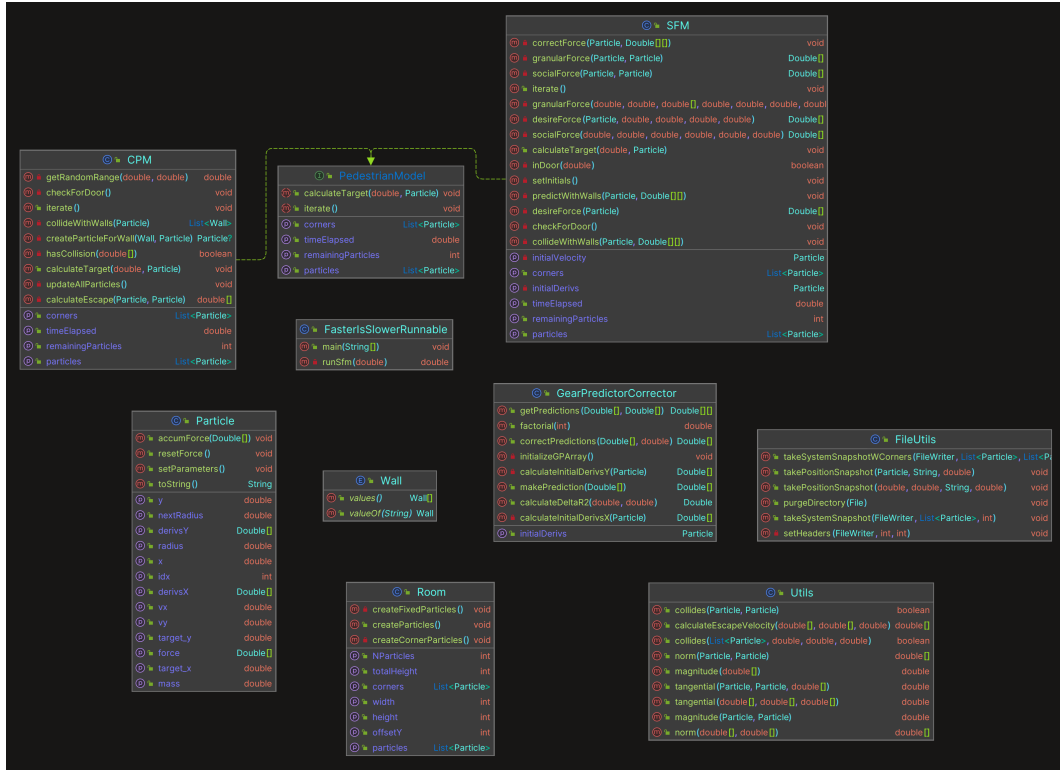 SFM
correctForce(Particle, Double[][]) void
granularForce(Particle, Particle) Double[]
socialForce(Particle, Particle) Double[]
iterate() void
granularForce(double, double, double[], double, double, double, doubl
desireForce(Particle, double, double, double, double) Double[]
socialForce(double, double, double, double, double, double) Double[]
calculateTarget(double, Particle) void
inDoor(double) boolean
setInitials() void
predictWithWalls(Particle, Double[][]) void
desireForce(Particle) Double[]
checkForDoor() void
collideWithWalls(Particle, Double[][]) void
initialVelocity Particle
corners List<Particle>
initialDerivs Particle
timeElapsed double
remainingParticles int
particles List<Particle>
CPM
getRandomRange(double, double) double
checkForDoor() void
iterate() void
collideWithWalls(Particle) List<Wall>
createParticleForWall(Wall, Particle) Particle?
hasCollision(double[]) boolean
calculateTarget(double, Particle) void
updateAllParticles() void
calculateEscape(Particle, Particle) double[]
corners List<Particle>
timeElapsed double
remainingParticles int
particles List<Particle>
PedestrianModel
calculateTarget(double, Particle) void
iterate() void
corners List<Particle>
timeElapsed double
remainingParticles int
particles List<Particle>
FasterIsSlowerRunnable
main(String[]) void
runSfm(double) double
GearPredictorCorrector
getPredictions(Double[], Double[]) Double[][]
factorial(int) double
correctPredictions(Double[], double) Double[]
initializeGPArray() void
calculateInitialDerivsY(Particle) Double[]
makePrediction(Double[]) Double[]
calculateDeltaR2(double, double) Double
calculateInitialDerivsX(Particle) Double[]
initialDerivs Particle
Particle
accumForce(Double[]) void
resetForce() void
setParameters() void
toString() String
y double
nextRadius double
derivsY Double[]
radius double
x double
idx int
derivsX Double[]
vx double
vy double
target_y double
force Double[]
target_x double
mass double
FileUtils
takeSystemSnapshotWCorners(FileWriter, List<Particle>, List<Pa
takePositionSnapshot(Particle, String, double) void
takePositionSnapshot(double, double, String, double) void
purgeDirectory(File) void
takeSystemSnapshot(FileWriter, List<Particle>, int) void
setHeaders(FileWriter, int, int) void
Wall
values() Wall[]
valueOf(String) Wall
Room
createFixedParticles() void
createParticles() void
createCornerParticles() void
NParticles int
totalHeight int
corners List<Particle>
width int
height int
offsetY int
particles List<Particle>
Utils
collides(Particle, Particle) boolean
calculateEscapeVelocity(double[], double[], double) double[]
collides(List<Particle>, double, double, double) boolean
norm(Particle, Particle) double[]
magnitude(double[]) double
tangential(Particle, Particle, double[]) double
tangential(double[], double[], double[]) double
magnitude(Particle, Particle) double
norm(double[], double[]) double[]